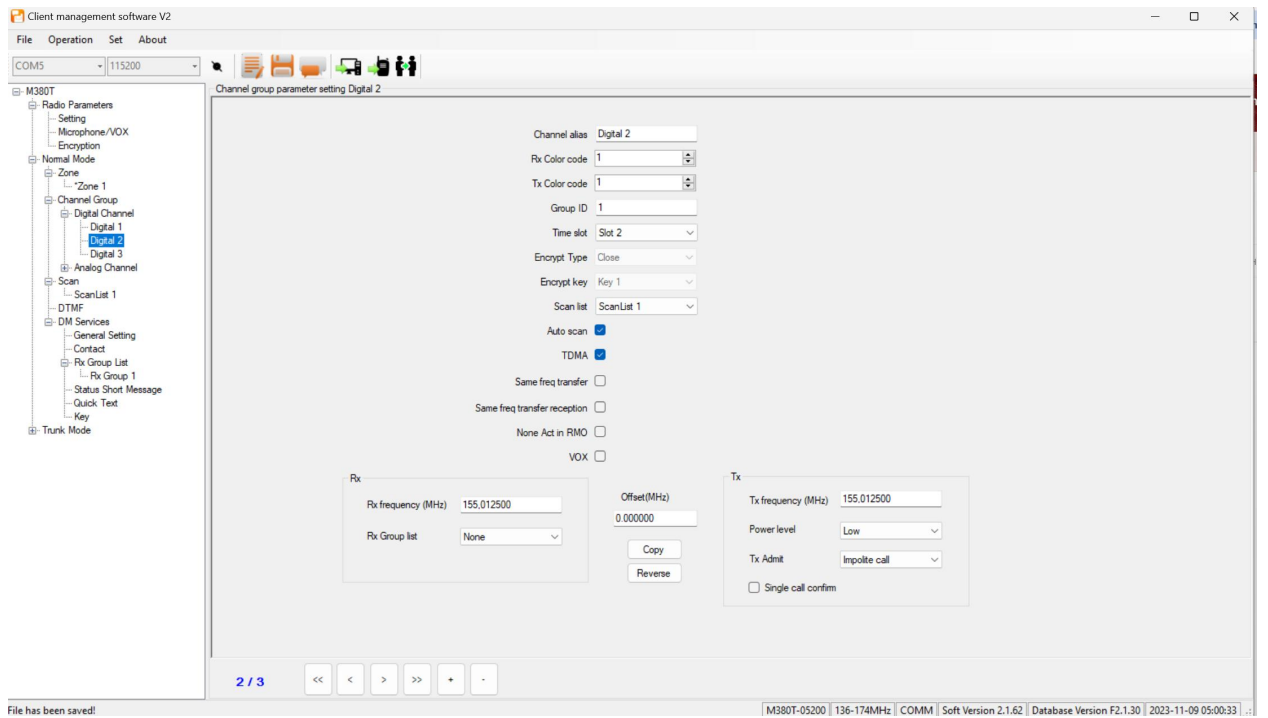 Client management software V2
File Operation Set About
COM5 115200
M380T
Radio Parameters
Setting
Microphone/VOX
Encryption
Normal Mode
Zone
*Zone 1
Channel Group
Digital Channel
Digital 1
Digital 2
Digital 3
Analog Channel
Scan
ScanList 1
DTMF
DM Services
General Setting
Contact
Rx Group List
Rx Group 1
Status Short Message
Quick Text
Key
Trunk Mode
Channel group parameter setting Digital 2
Channel alias Digital 2
Rx Color code 1
Tx Color code 1
Group ID 1
Time slot Slot 2
Encrypt Type Close
Encrypt key Key 1
Scan list ScanList 1
Auto scan
TDMA
Same freq transfer
Same freq transfer reception
None Act in RMO
VOX
Rx
Rx frequency (MHz) 155,012500
Rx Group list None
Offset(MHz)
0.000000
Copy
Reverse
Tx
Tx frequency (MHz) 155,012500
Power level Low
Tx Admit Impolite call
Single call confirm
2 / 3 << < > >> + -
File has been saved!
M380T-05200 136-174MHz COMM Soft Version 2.1.62 Database Version F2.1.30 2023-11-09 05:00:33